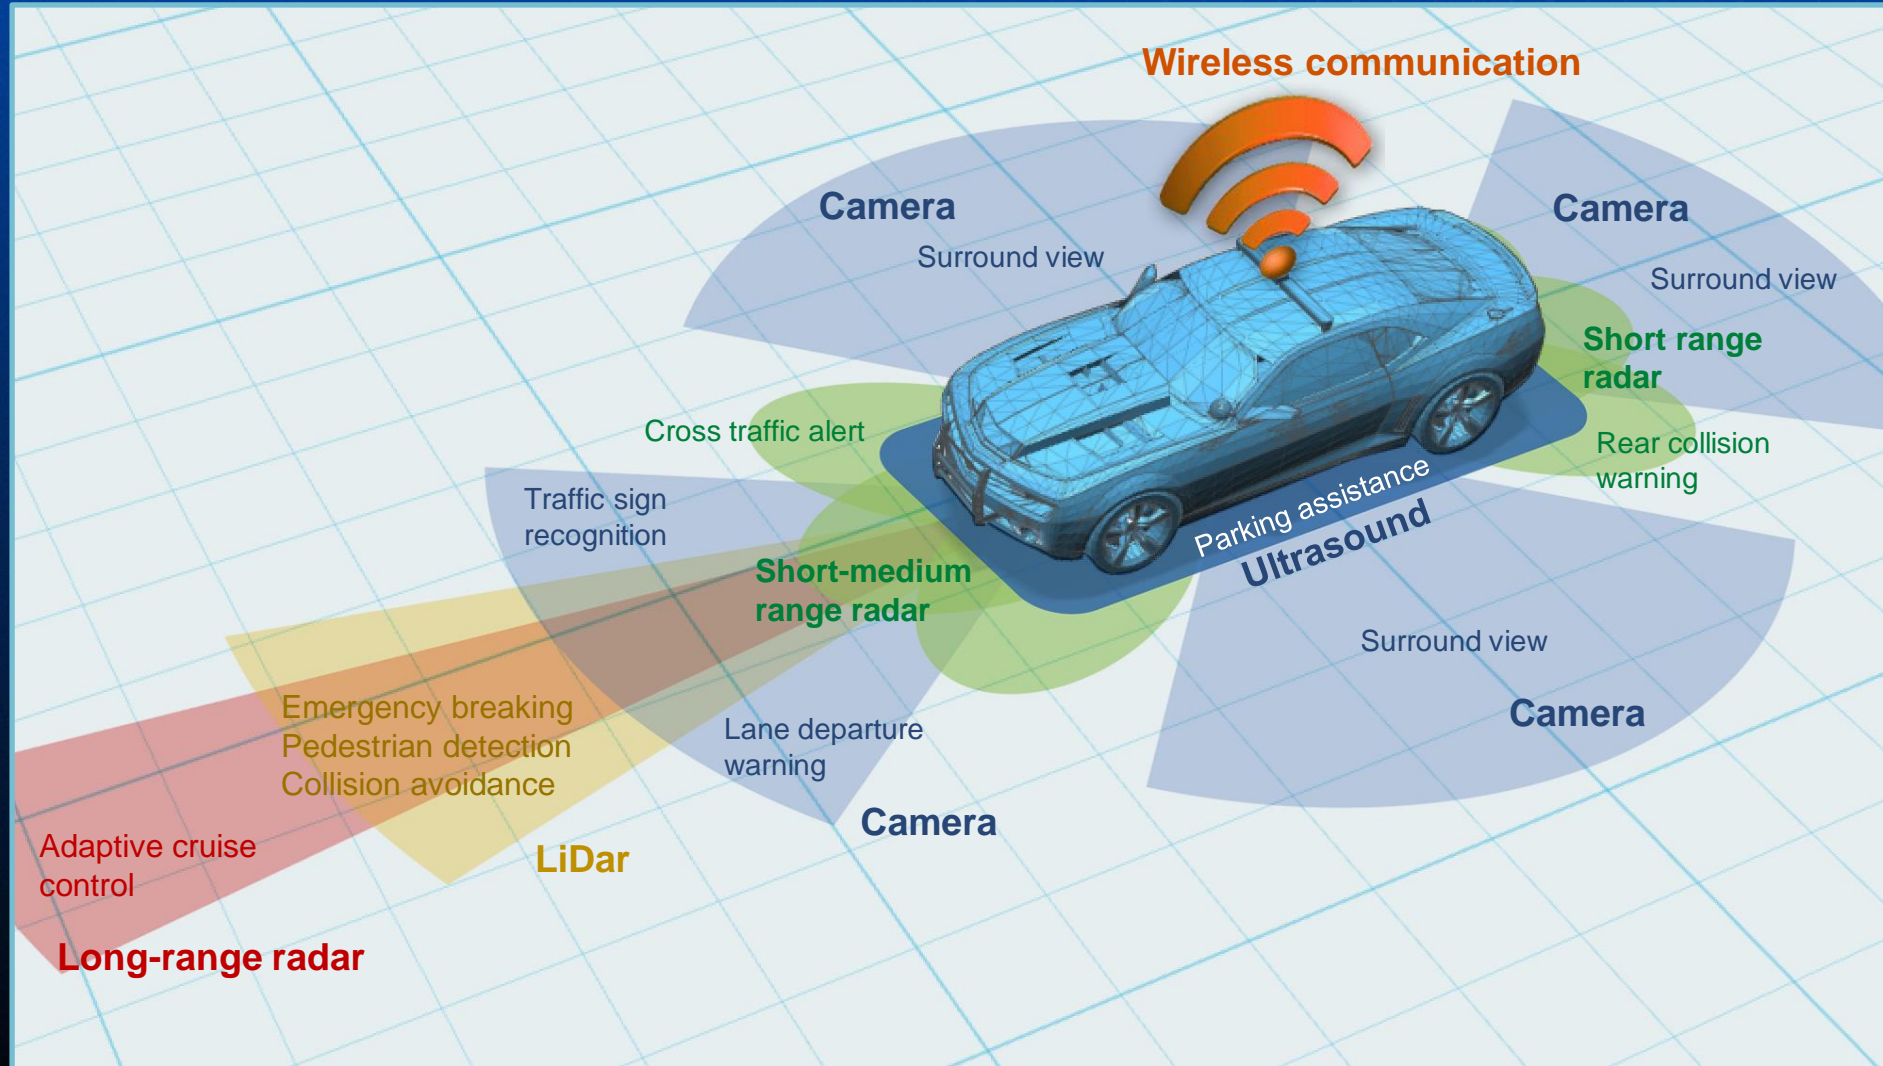 Wireless communication
Camera
Surround view
Camera
Surround view
Short range
radar
Rear collision
warning
Cross traffic alert
Traffic sign
recognition
Short-medium
range radar
Parking assistance
Ultrasound
Surround view
Camera
Emergency breaking
Pedestrian detection
Collision avoidance
Lane departure
warning
Camera
LiDar
Adaptive cruise
control
Long-range radar